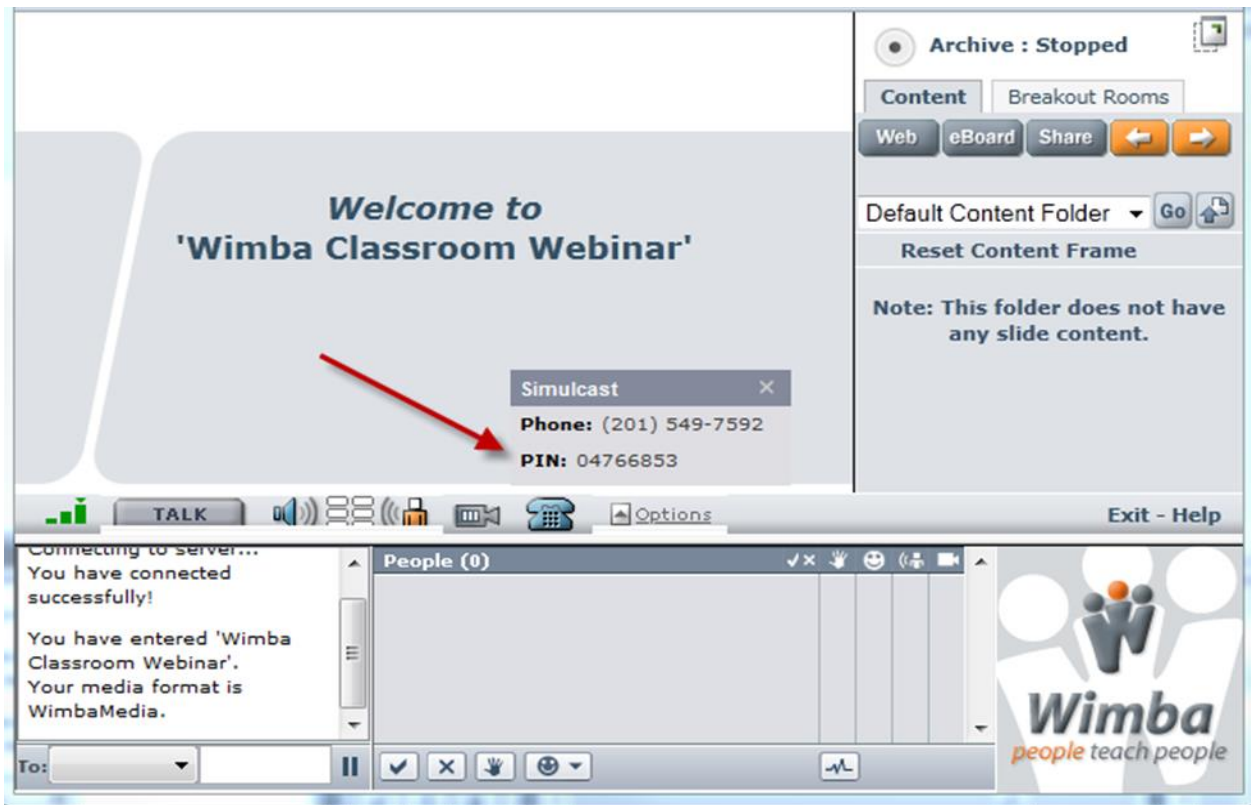 Archive : Stopped
Content Breakout Rooms
Web eBoard Share
Default Content Folder Go
Reset Content Frame
Note: This folder does not have
any slide content.
Welcome to
'Wimba Classroom Webinar'
Simulcast
Phone: (201) 549-7592
PIN: 04766853
TALK Options Exit - Help
Connecting to server...
You have connected
successfully!
You have entered 'Wimba
Classroom Webinar'.
Your media format is
WimbaMedia.
To:
People (0)
Wimba
people teach people